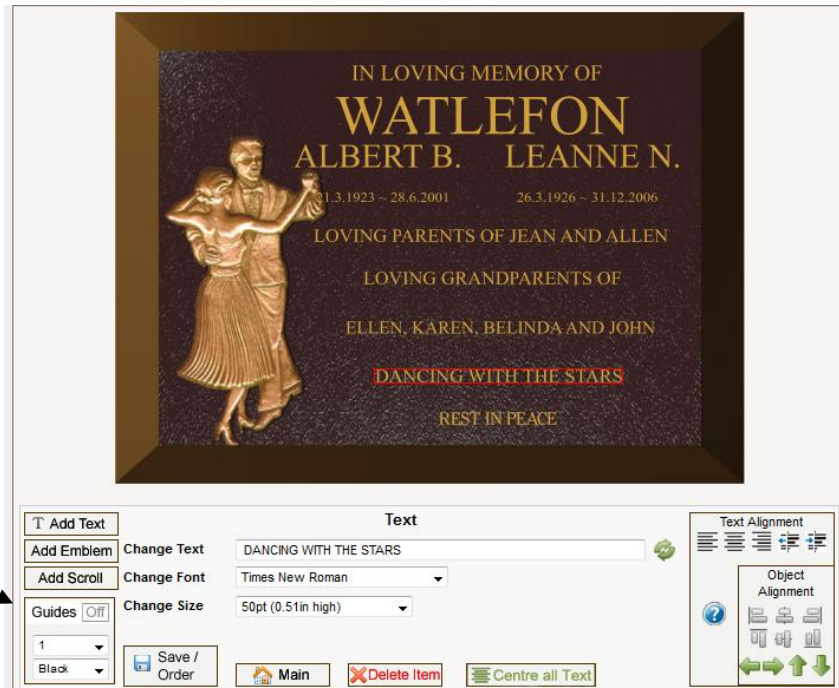 IN LOVING MEMORY OF
WATLEFON
ALBERT B. LEANNE N.
21.3.1923 ~ 28.6.2001 26.3.1926 ~ 31.12.2006
LOVING PARENTS OF JEAN AND ALLEN
LOVING GRANDPARENTS OF
ELLEN, KAREN, BELINDA AND JOHN
DANCING WITH THE STARS
REST IN PEACE
T Add Text
Add Emblem
Add Scroll
Guides Off
1
Black
Text
Change Text DANCING WITH THE STARS
Change Font Times New Roman
Change Size 50pt (0.51in high)
Save /
Order
Main
Delete Item
Centre all Text
Text Alignment
?
Object
Alignment